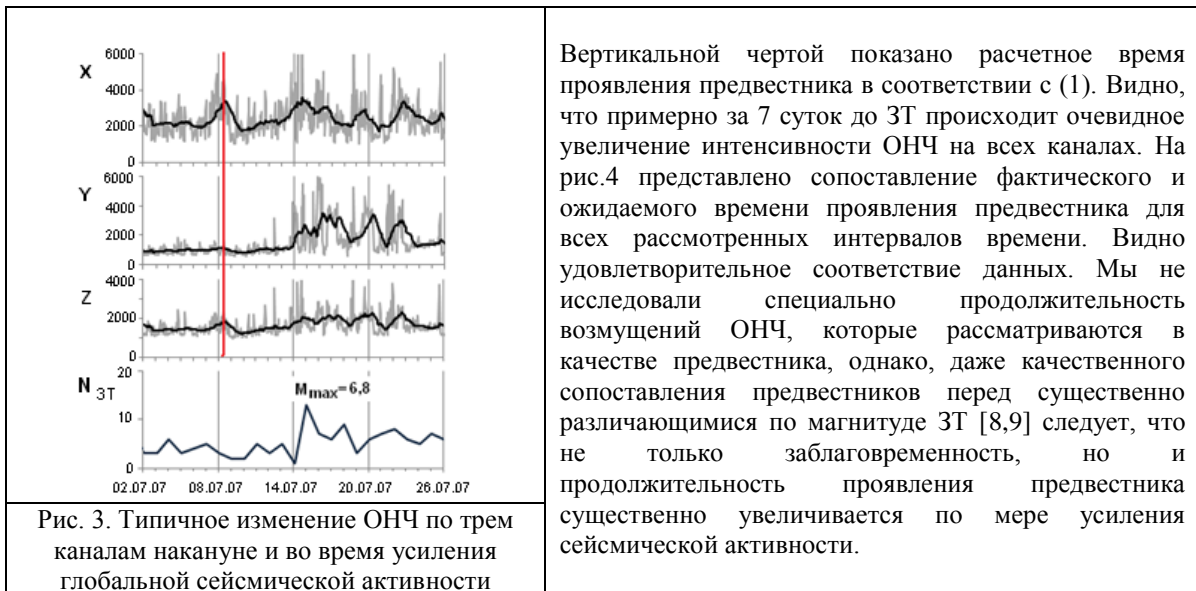 X
6000
4000
2000
0
Y
6000
4000
2000
0
Z
4000
2000
0
N ЗТ
20
10
0
Mmax=6,8
02.07.07 08.07.07 14.07.07 20.07.07 26.07.07
Рис. 3. Типичное изменение ОНЧ по трем
каналам накануне и во время усиления
глобальной сейсмической активности
Вертикальной чертой показано расчетное время
проявления предвестника в соответствии с (1). Видно,
что примерно за 7 суток до ЗТ происходит очевидное
увеличение интенсивности ОНЧ на всех каналах. На
рис.4 представлено сопоставление фактического и
ожидаемого времени проявления предвестника для
всех рассмотренных интервалов времени. Видно
удовлетворительное соответствие данных. Мы не
исследовали специально продолжительность
возмущений ОНЧ, которые рассматриваются в
качестве предвестника, однако, даже качественного
сопоставления предвестников перед существенно
различающимися по магнитуде ЗТ [8,9] следует, что
не только заблаговременность, но и
продолжительность проявления предвестника
существенно увеличивается по мере усиления
сейсмической активности.